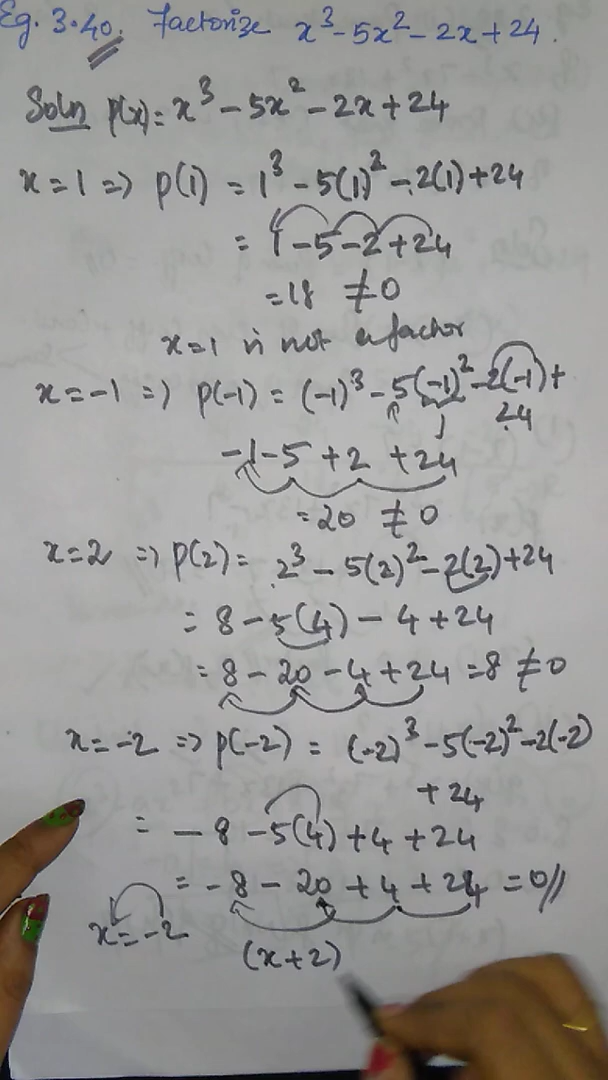 Eg. 3.40. Factorize x³-5x²-2x+24.
Soln p(x)=x³-5x²-2x+24
x=1 => p(1) = 1³-5(1)²-2(1)+24
= 1-5-2+24
=18 ≠0
x=1 is not a factor
x=-1 => p(-1) = (-1)³-5(-1)²-2(-1)+
24
-1-5+2+24
=20 ≠0
x=2 => p(2)= 2³-5(2)²-2(2)+24
= 8-5(4)-4+24
= 8-20-4+24=8 ≠0
x=-2 => p(-2) = (-2)³-5(-2)²-2(-2)
+24
= -8-5(4)+4+24
= -8-20+4+24=0//
x=-2
(x+2)